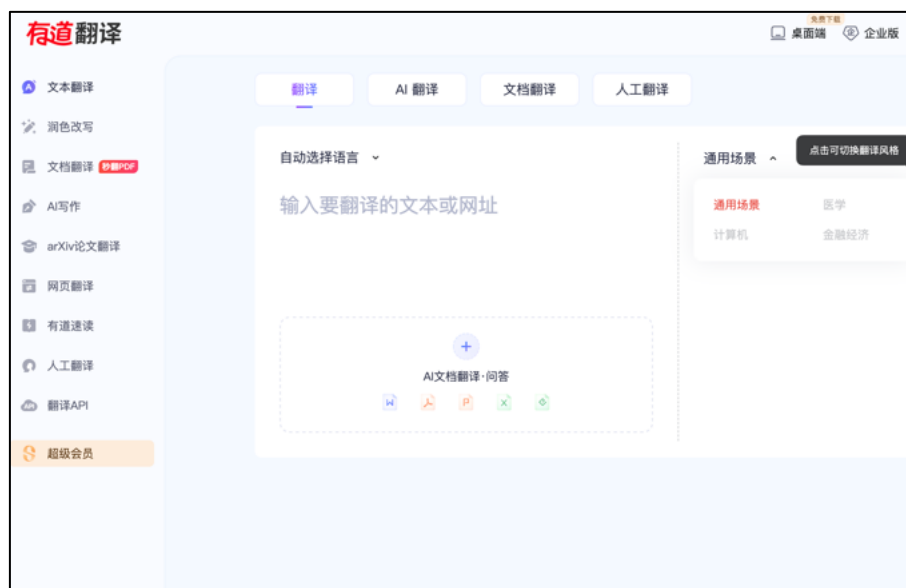 有道翻译
免费下载
桌面端
企业版
文本翻译
润色改写
文档翻译 秒翻PDF
AI写作
arXiv论文翻译
网页翻译
有道速读
人工翻译
翻译API
超级会员
翻译 AI 翻译 文档翻译 人工翻译
自动选择语言
输入要翻译的文本或网址
AI文档翻译·问答
通用场景
点击可切换翻译风格
通用场景 医学
计算机 金融经济